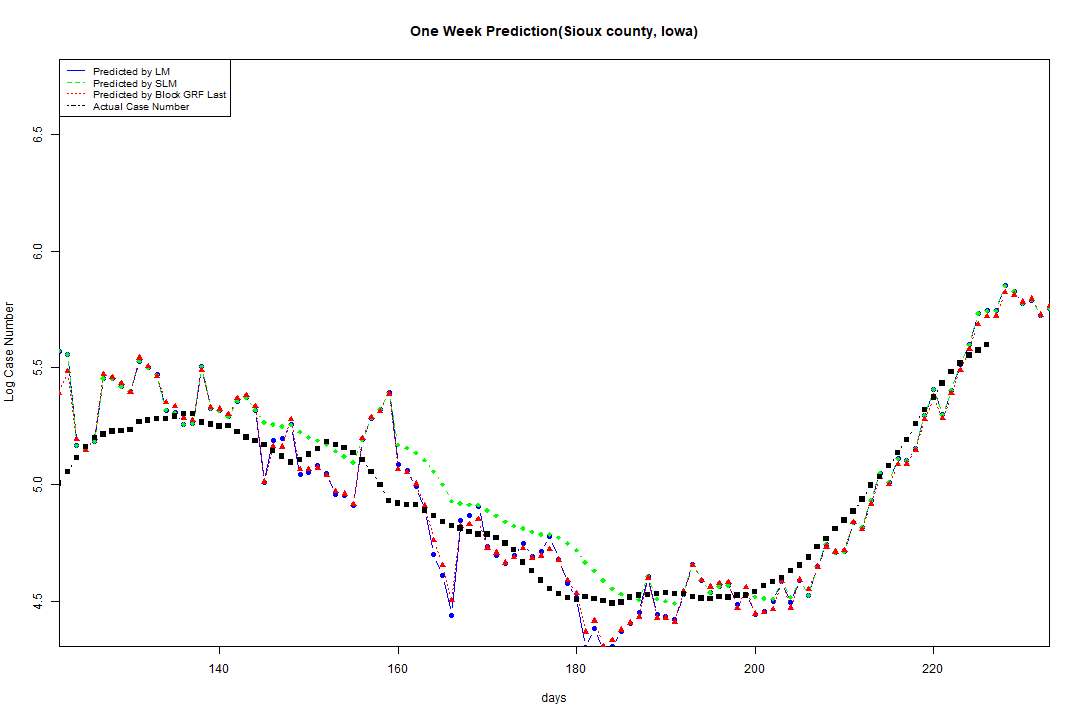 One Week Prediction(Sioux county, Iowa)
Predicted by LM
Predicted by SLM
Predicted by Block GRF Last
Actual Case Number
Log Case Number
6.5
6.0
5.5
5.0
4.5
140 160 180 200 220
days